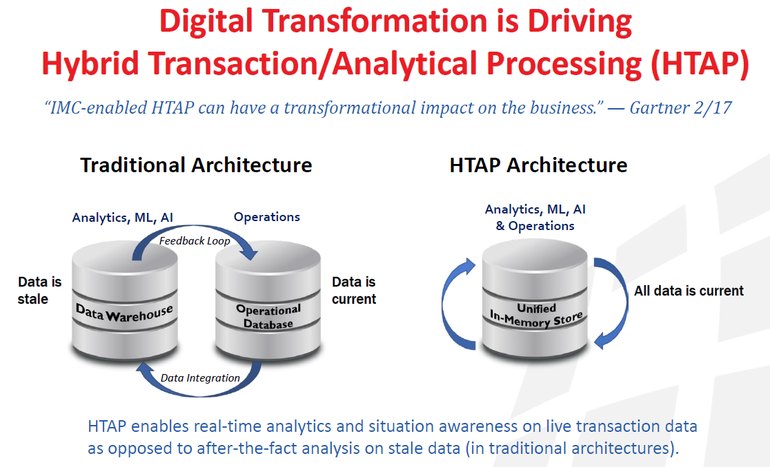 Digital Transformation is Driving
Hybrid Transaction/Analytical Processing (HTAP)
“IMC-enabled HTAP can have a transformational impact on the business.” — Gartner 2/17
Traditional Architecture
Analytics, ML, AI
Operations
Feedback Loop
Data is
stale
Data Warehouse
Operational
Database
Data is
current
Data Integration
HTAP Architecture
Analytics, ML, AI
& Operations
Unified
In-Memory Store
All data is current
HTAP enables real-time analytics and situation awareness on live transaction data
as opposed to after-the-fact analysis on stale data (in traditional architectures).